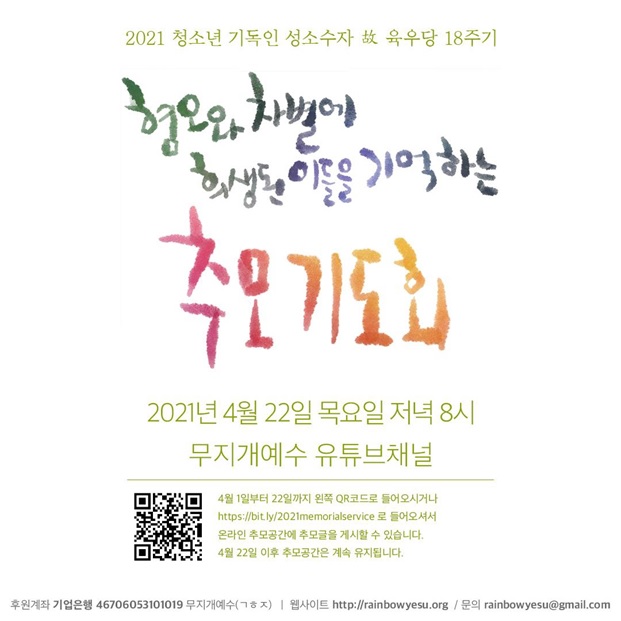 2021 청소년 기독인 성소수자 故 육우당 18주기
혐오와 차별에
희생된 이들을 기억하는
추모기도회
2021년 4월 22일 목요일 저녁 8시
무지개예수 유튜브채널
4월 1일부터 22일까지 왼쪽 QR코드로 들어오시거나
https://bit.ly/2021memorialservice 로 들어오셔서
온라인 추모공간에 추모글을 게시할 수 있습니다.
4월 22일 이후 추모공간은 계속 유지됩니다.
후원계좌 기업은행 46706053101019 무지개예수(ㄱㅎㅈ) | 웹사이트 http://rainbowyesu.org / 문의 rainbowyesu@gmail.com